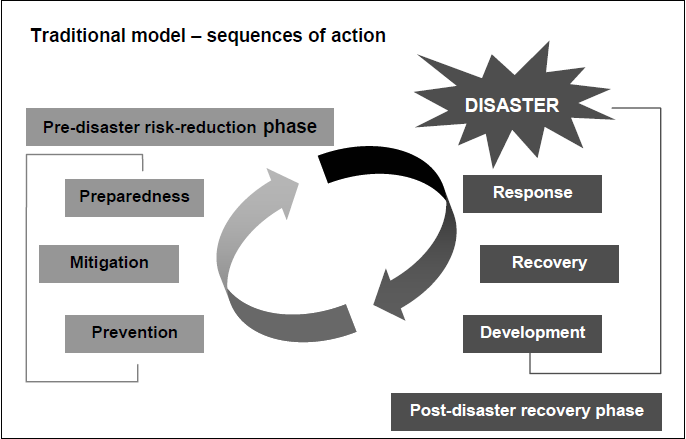 Traditional model – sequences of action
DISASTER
Pre-disaster risk-reduction phase
Preparedness
Mitigation
Prevention
Response
Recovery
Development
Post-disaster recovery phase